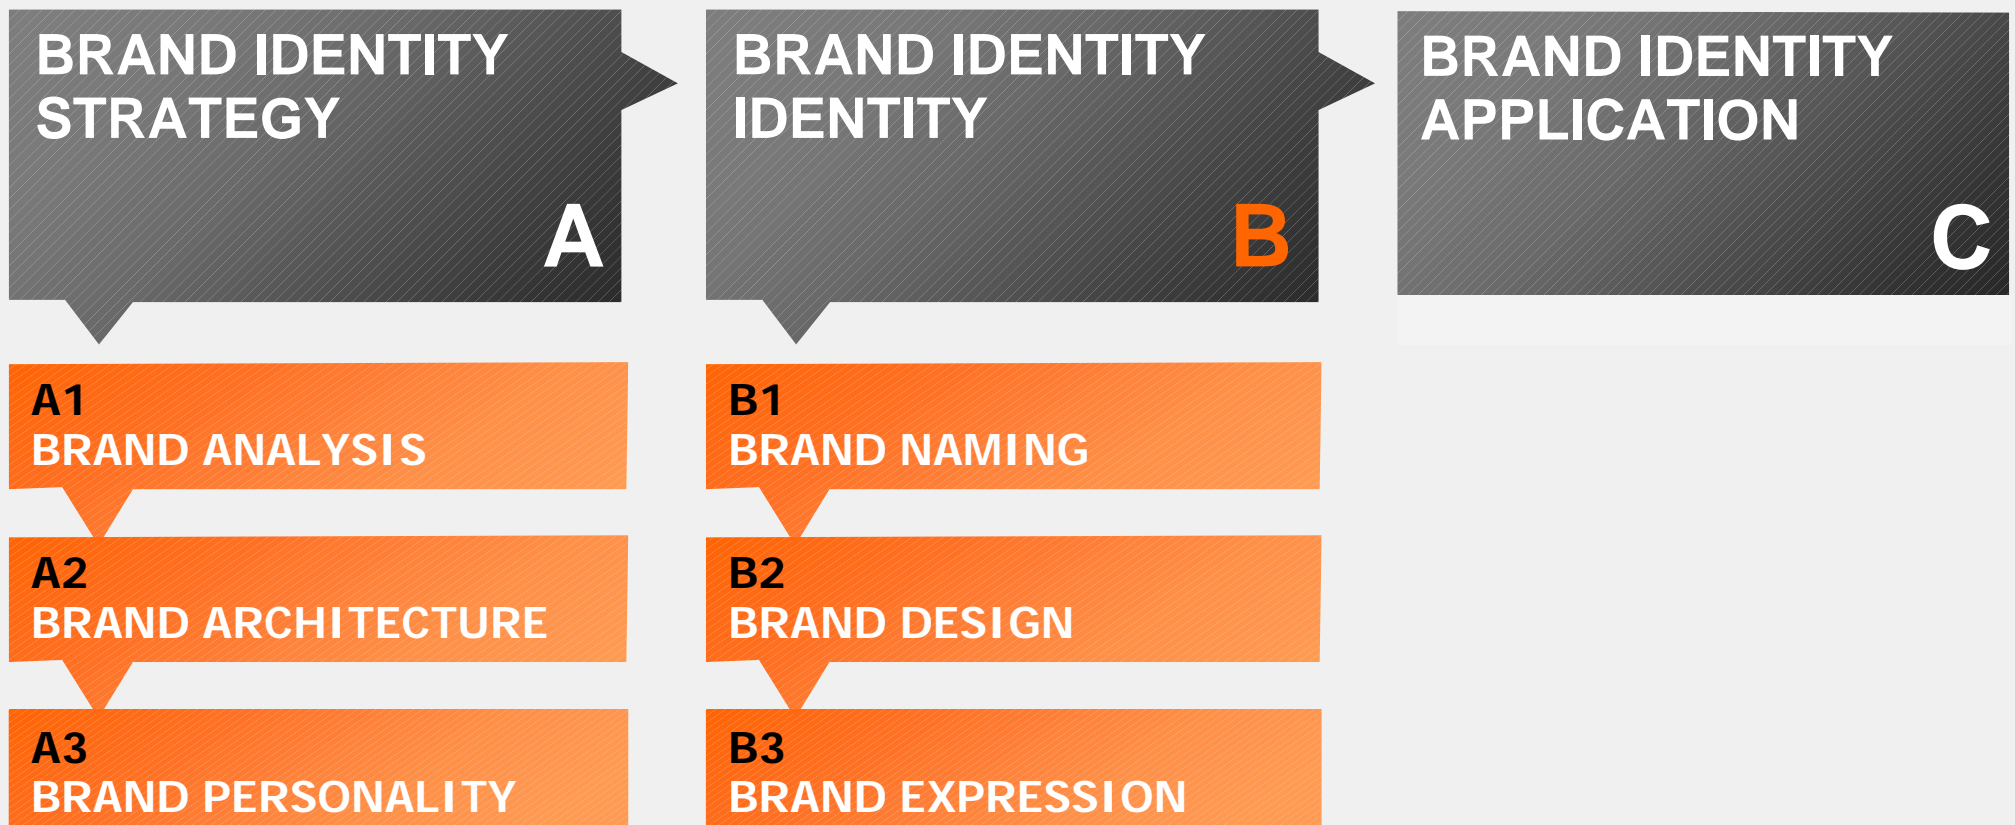 BRAND IDENTITY
STRATEGY
A
A1
BRAND ANALYSIS
A2
BRAND ARCHITECTURE
A3
BRAND PERSONALITY
BRAND IDENTITY
IDENTITY
B
B1
BRAND NAMING
B2
BRAND DESIGN
B3
BRAND EXPRESSION
BRAND IDENTITY
APPLICATION
C